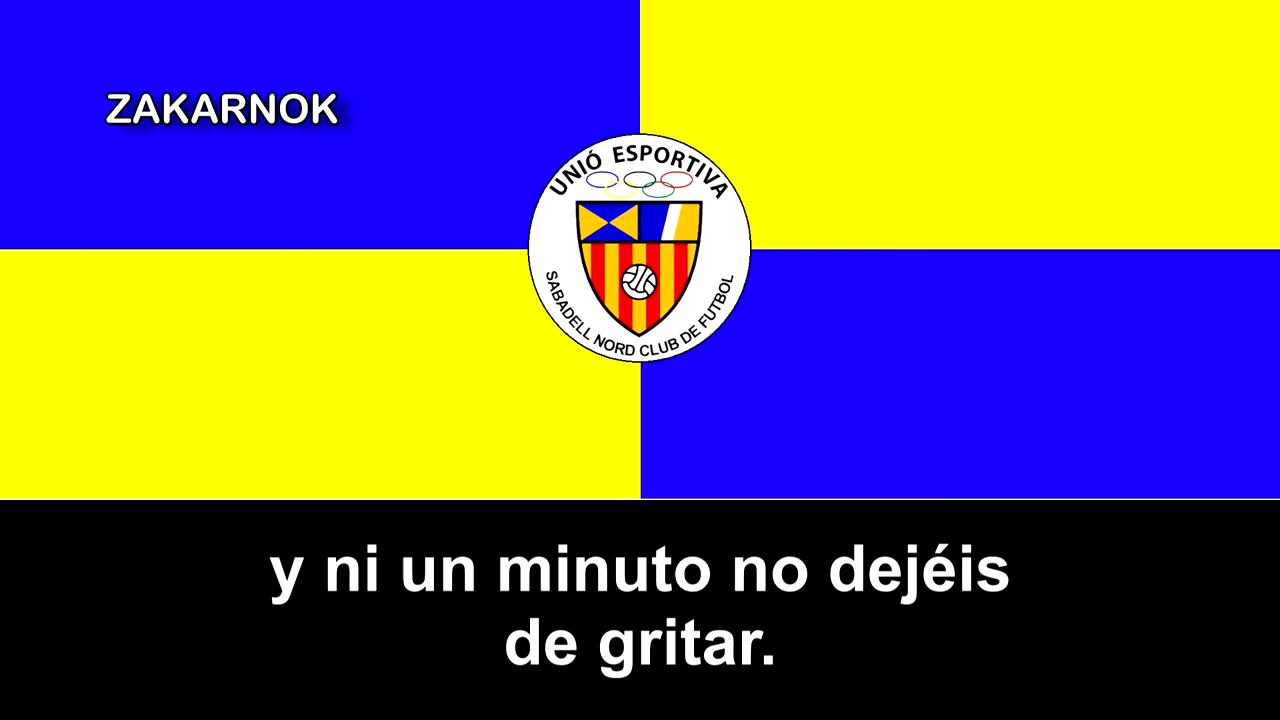 ZAKARNOK
UNIÓ ESPORTIVA
SABADELL NORD CLUB DE FUTBOL
y ni un minuto no dejéis
de gritar.